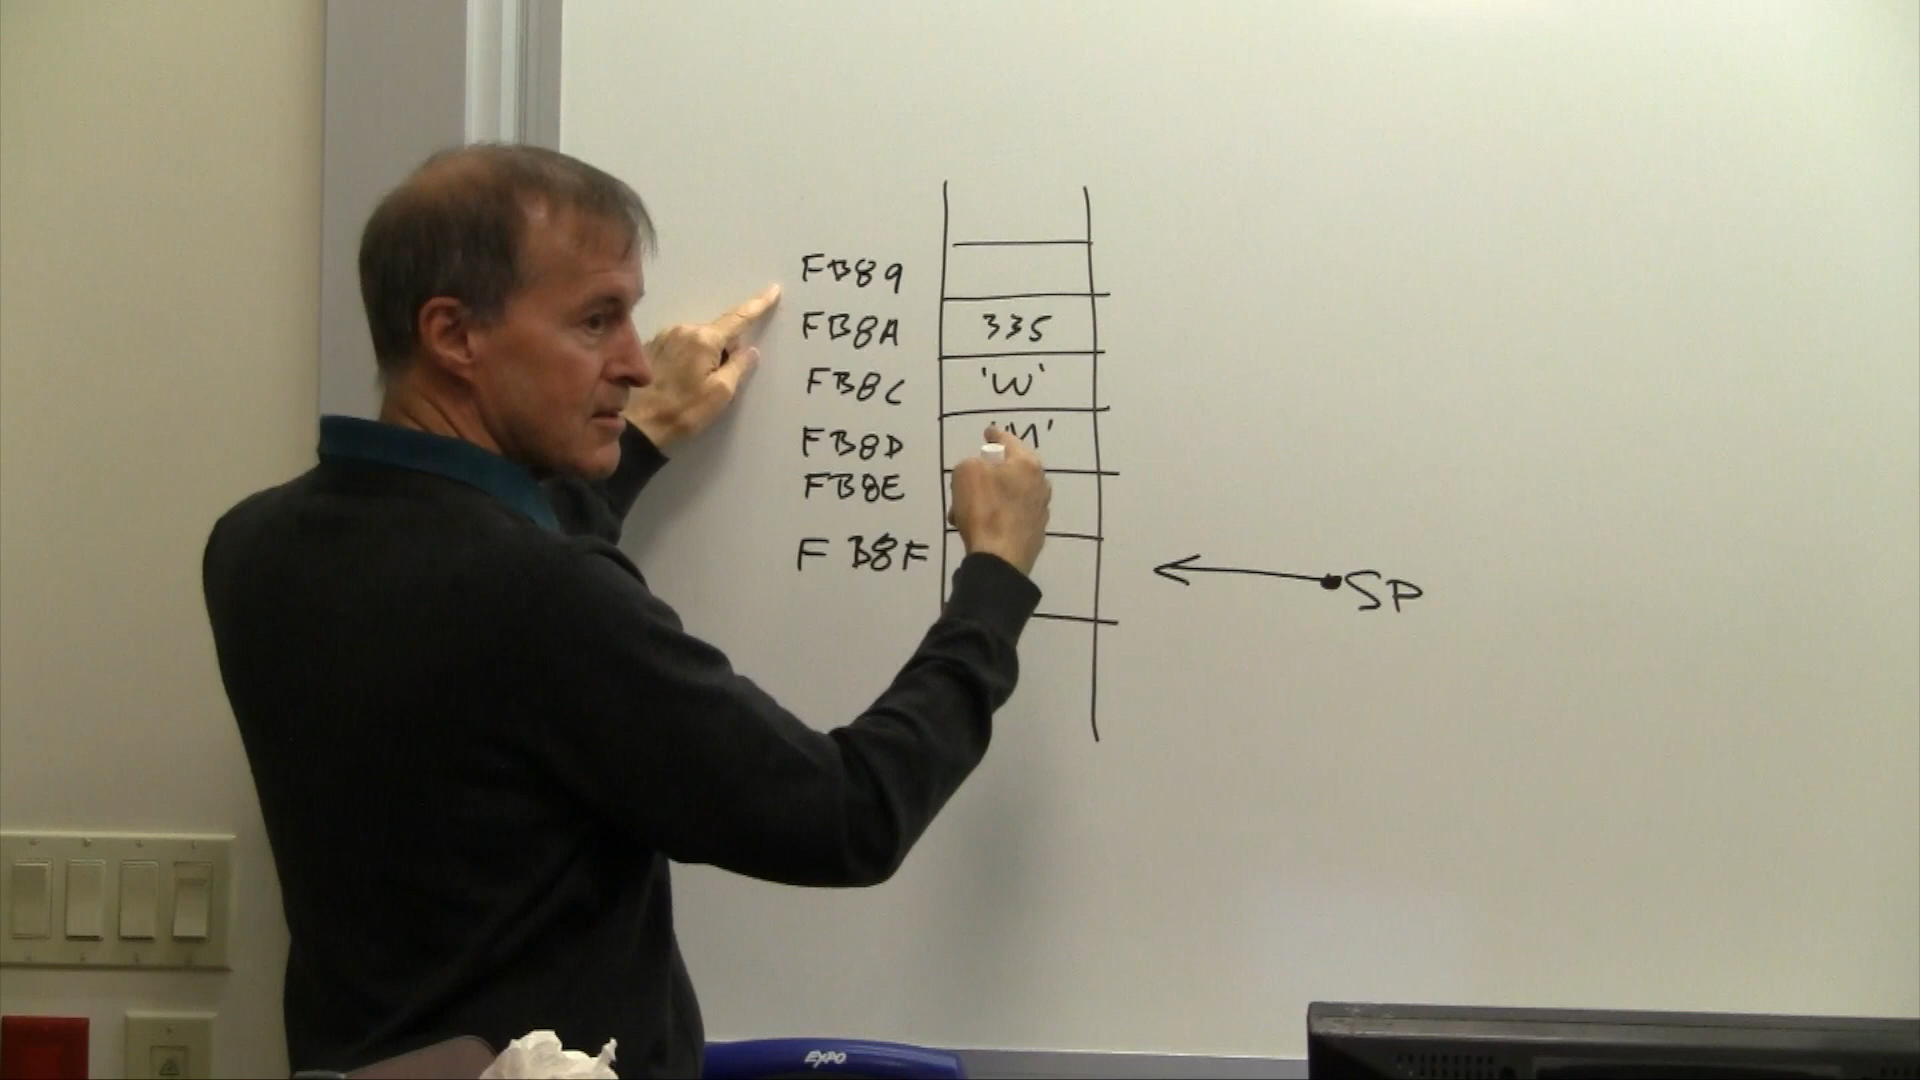 FB89
FB8A 335
FB8C 'W'
FB8D 'M'
FB8E
FB8F
SP
EXPO